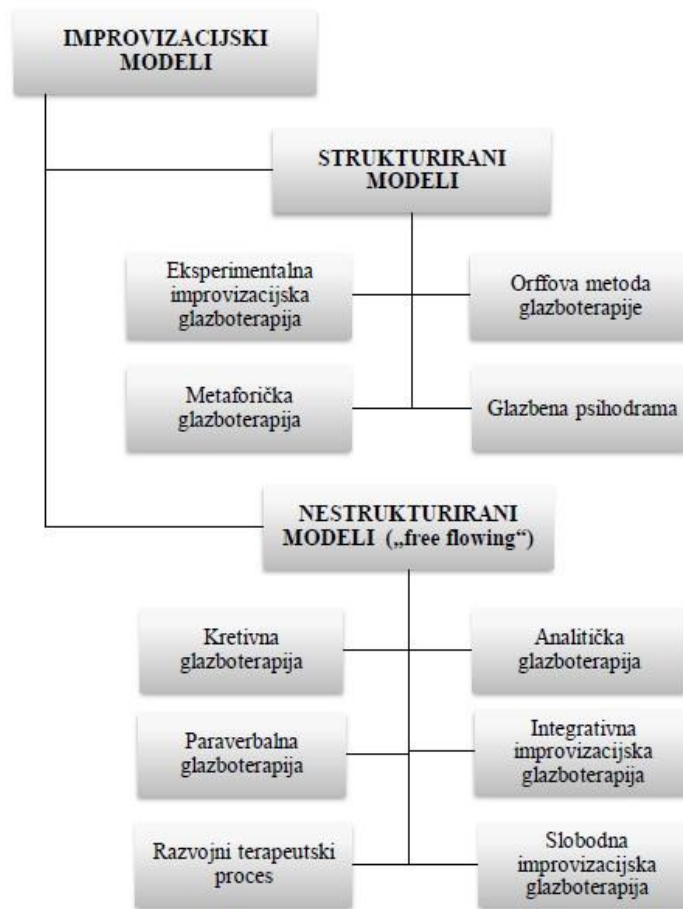 IMPROVIZACIJSKI
MODELI
STRUKTURIRANI
MODELI
Eksperimentalna
improvizacijska
glazboterapija
Orffova metoda
glazboterapije
Metaforička
glazboterapija
Glazbena psihodrama
NESTRUKTURIRANI
MODELI („free flowing“)
Kretivna
glazboterapija
Analitička
glazboterapija
Paraverbalna
glazboterapija
Integrativna
improvizacijska
glazboterapija
Razvojni terapeutski
proces
Slobodna
improvizacijska
glazboterapija